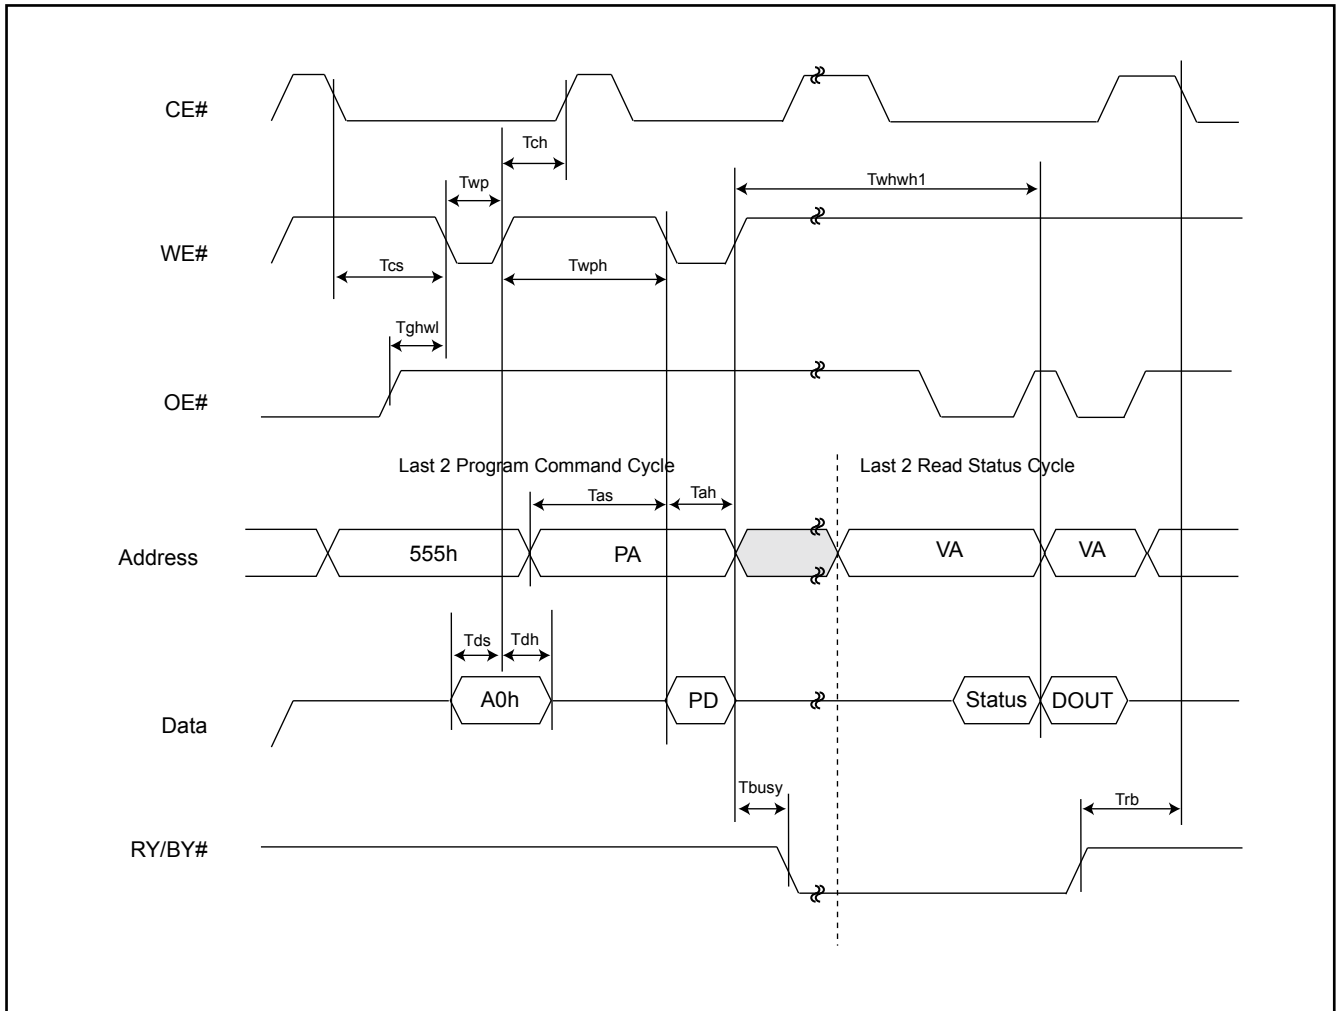 CE#
Tch
Twp
Twhwh1
WE#
Tcs
Twph
Tghwl
OE#
Last 2 Program Command Cycle
Last 2 Read Status Cycle
Tas
Tah
Address
555h
PA
VA
VA
Tds
Tdh
Data
A0h
PD
Status
DOUT
Tbusy
Trb
RY/BY#